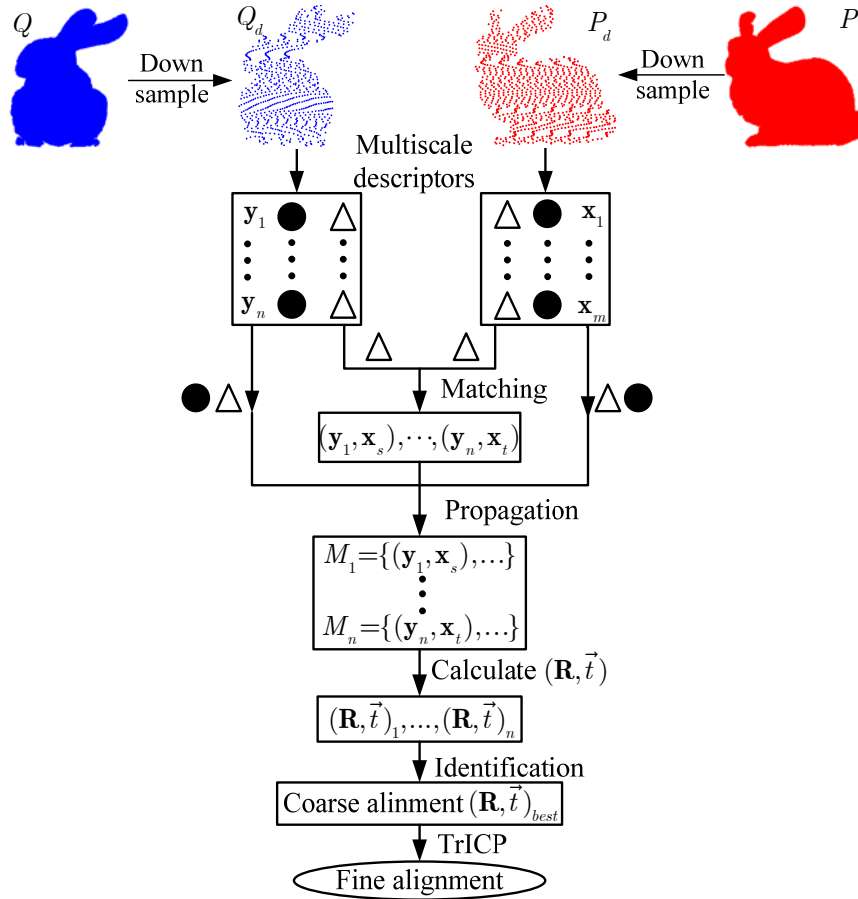 Q
Q_d
P_d
P
Down
sample
Down
sample
Multiscale
descriptors
y_1
y_n
x_1
x_m
Matching
(y_1,x_s),⋯,(y_n,x_t)
Propagation
M_1={(y_1,x_s),...}
M_n={(y_n,x_t),...}
Calculate (R,t⃗)
(R,t⃗)_1,...,(R,t⃗)_n
Identification
Coarse alinment (R,t⃗)_best
TrICP
Fine alignment